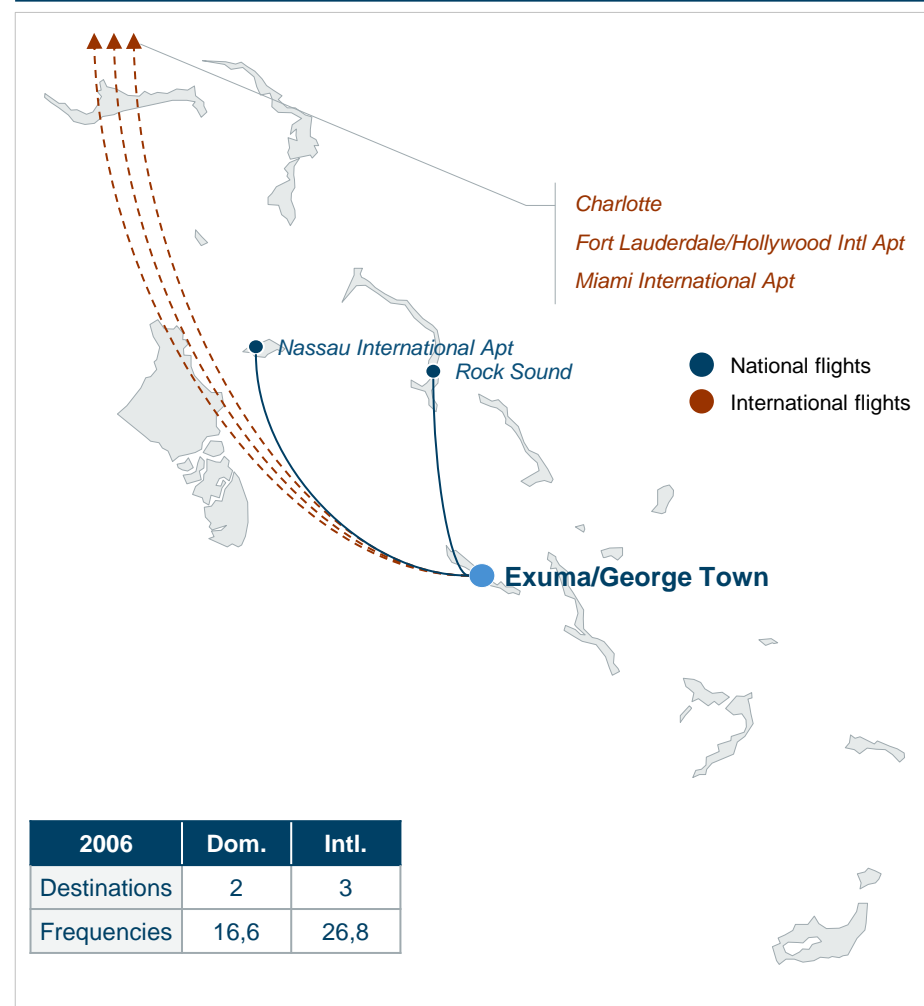 Charlotte
Fort Lauderdale/Hollywood Intl Apt
Miami International Apt
Nassau International Apt
Rock Sound
National flights
International flights
Exuma/George Town
2006 Dom. Intl.
Destinations 2 3
Frequencies 16,6 26,8